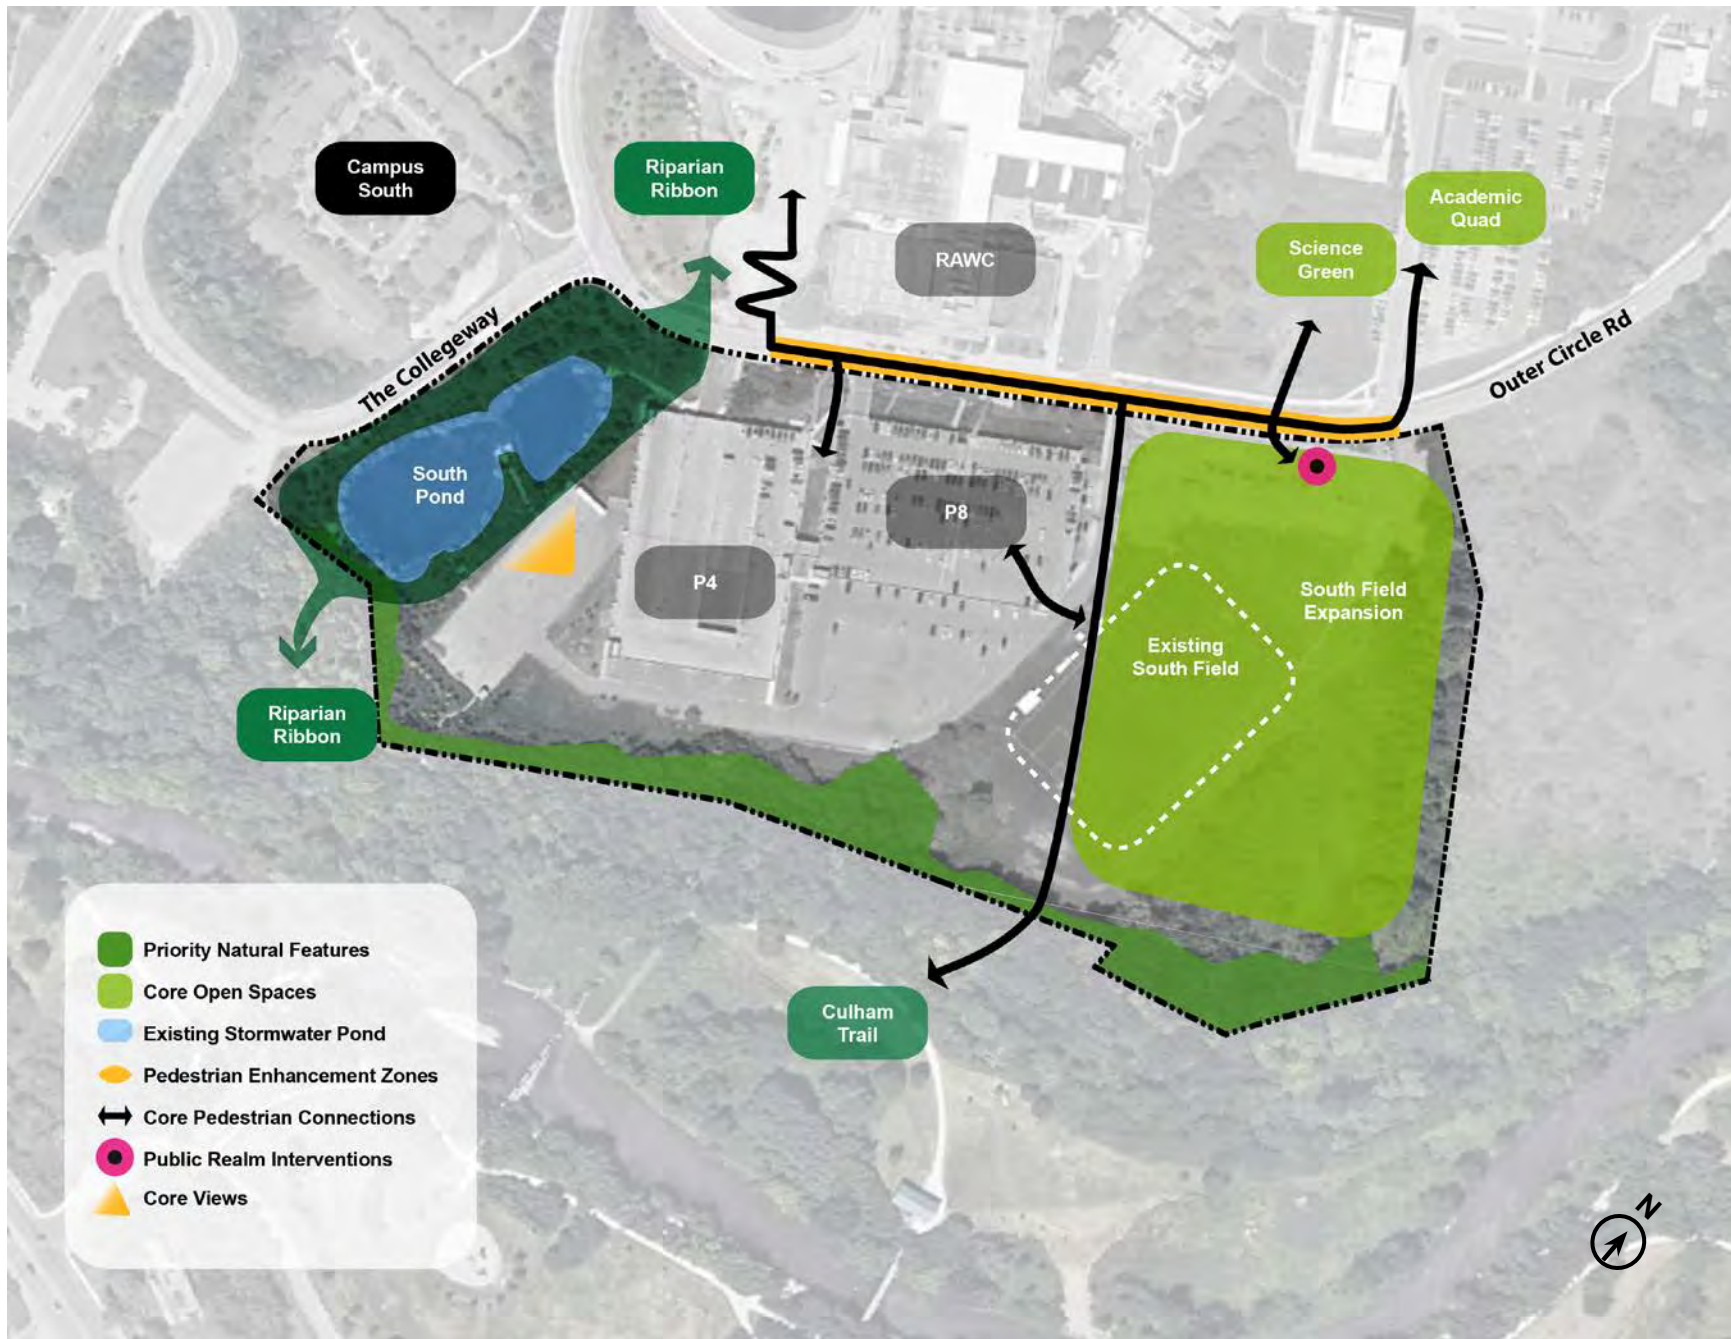 Campus
South
Riparian
Ribbon
RAWC
Academic
Quad
Science
Green
The Collegeway
Outer Circle Rd
South
Pond
P8
P4
South Field
Expansion
Existing
South Field
Riparian
Ribbon
Culham
Trail
Priority Natural Features
Core Open Spaces
Existing Stormwater Pond
Pedestrian Enhancement Zones
Core Pedestrian Connections
Public Realm Interventions
Core Views
N